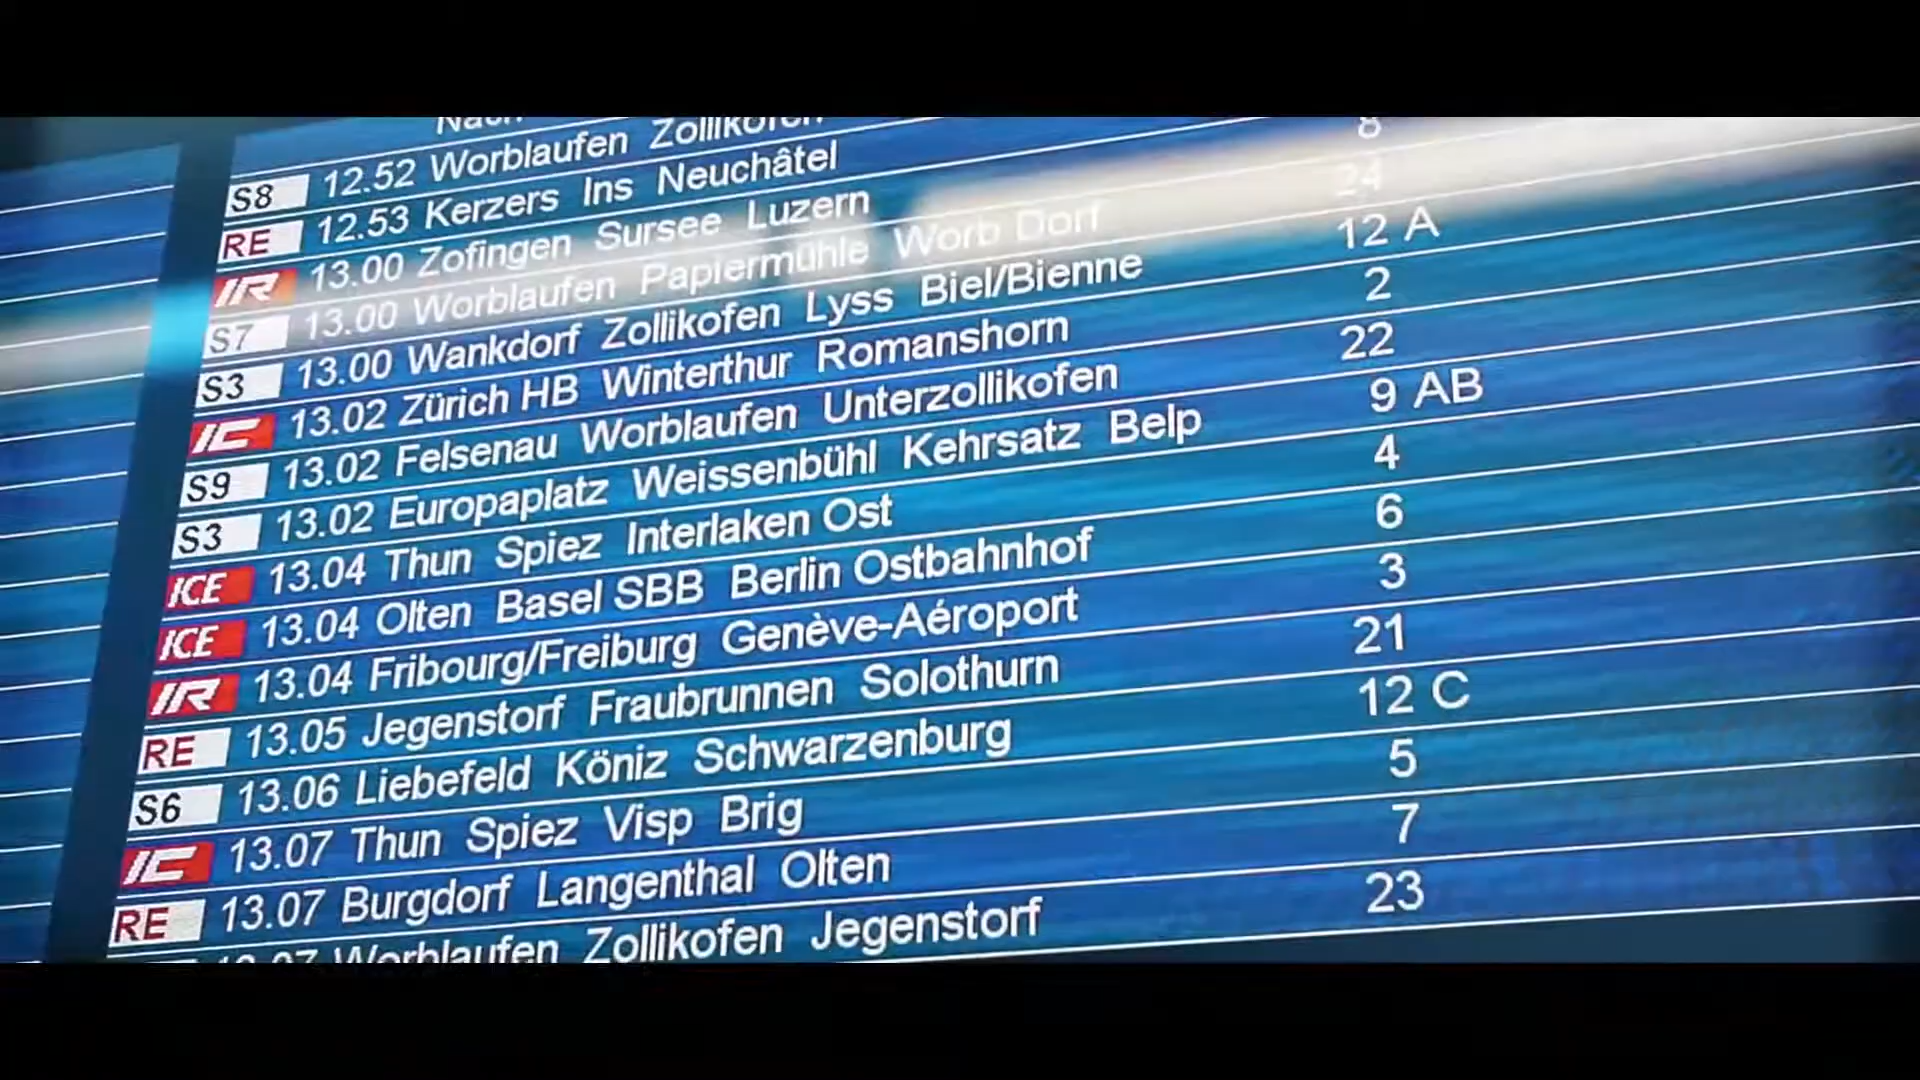 S8 12.52 Worblaufen Zollikofen
RE 12.53 Kerzers Ins Neuchâtel
IR 13.00 Zofingen Sursee Luzern 8
S7 13.00 Worblaufen Papiermühle Worb Dorf 24
S3 13.00 Wankdorf Zollikofen Lyss Biel/Bienne 12 A
IC 13.02 Zürich HB Winterthur Romanshorn 2
S9 13.02 Felsenau Worblaufen Unterzollikofen 22
S3 13.02 Europaplatz Weissenbühl Kehrsatz Belp 9 AB
ICE 13.04 Thun Spiez Interlaken Ost 4
ICE 13.04 Olten Basel SBB Berlin Ostbahnhof 6
IR 13.04 Fribourg/Freiburg Genève-Aéroport 3
RE 13.05 Jegenstorf Fraubrunnen Solothurn 21
S6 13.06 Liebefeld Köniz Schwarzenburg 12 C
IC 13.07 Thun Spiez Visp Brig 5
RE 13.07 Burgdorf Langenthal Olten 7
13.07 Worblaufen Zollikofen Jegenstorf 23